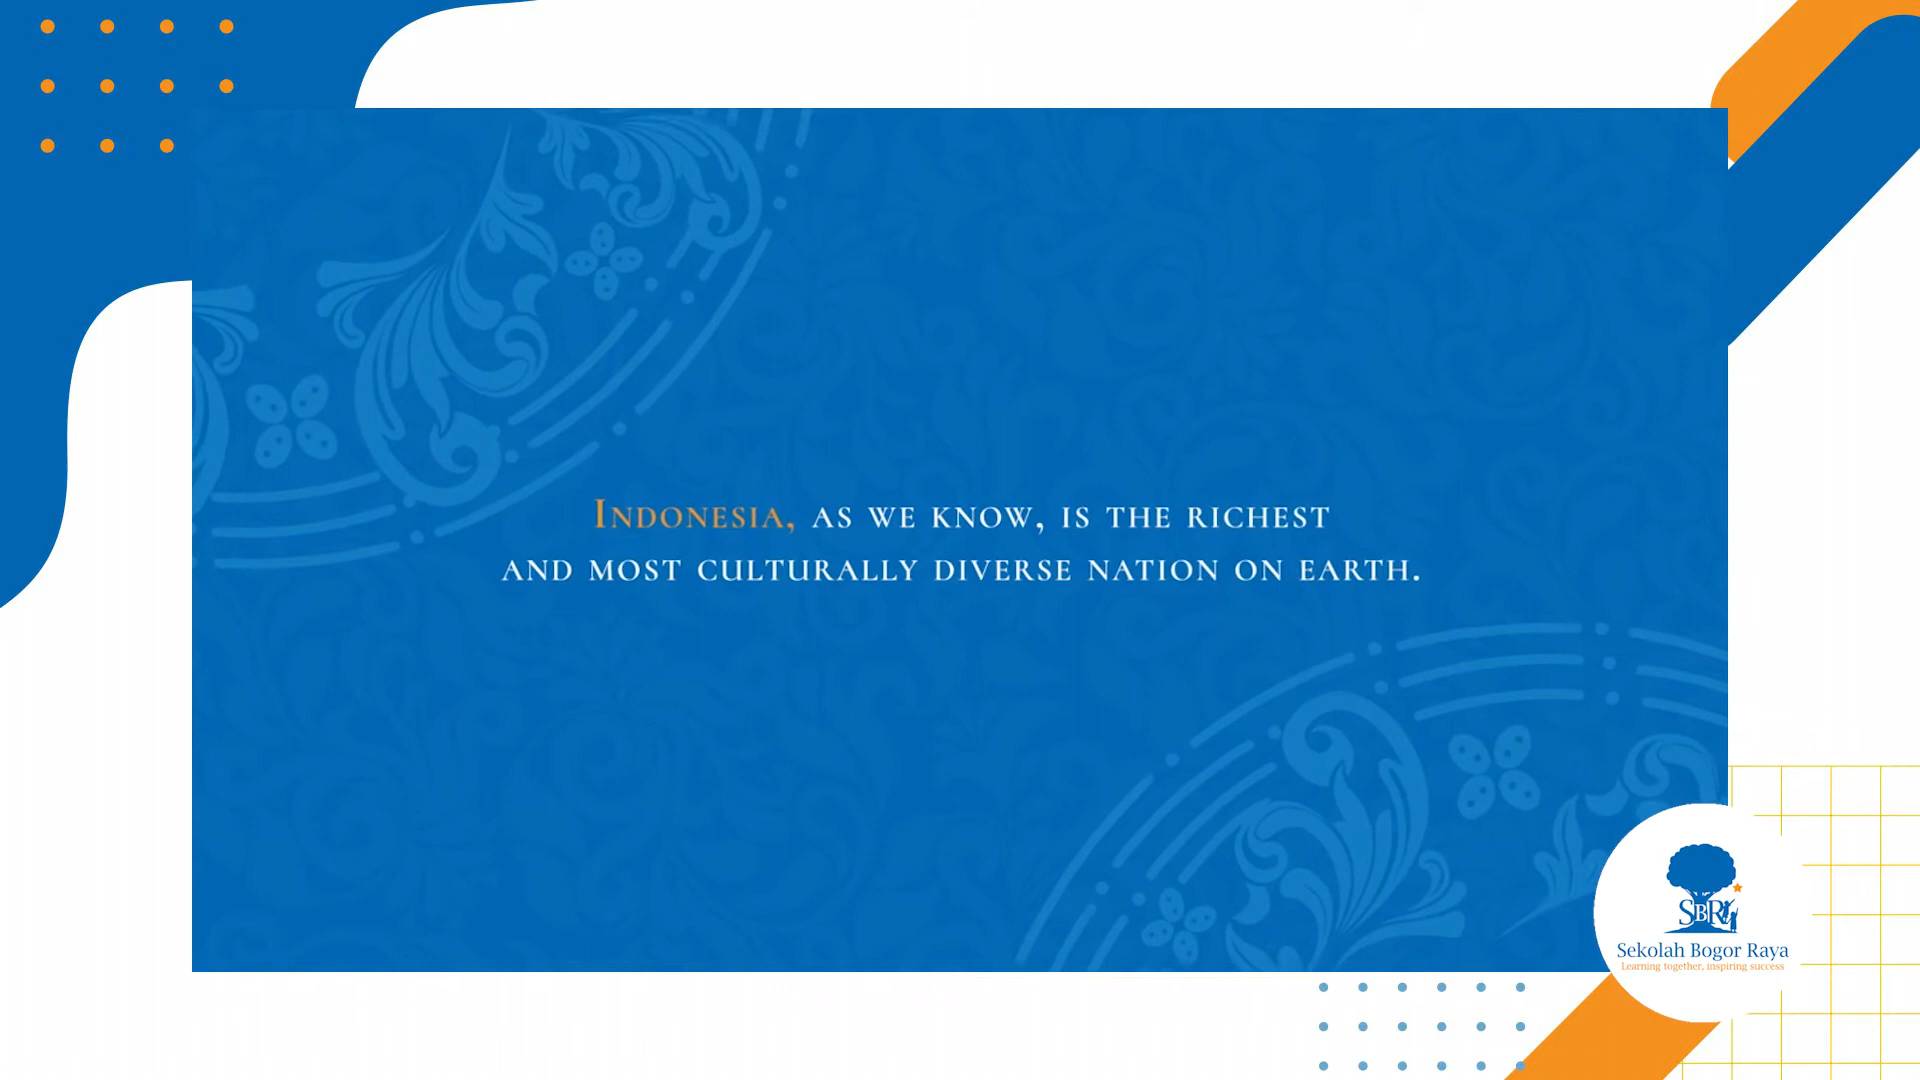 Indonesia, as we know, is the richest
and most culturally diverse nation on earth.
SBR
Sekolah Bogor Raya
Learning together, inspiring success